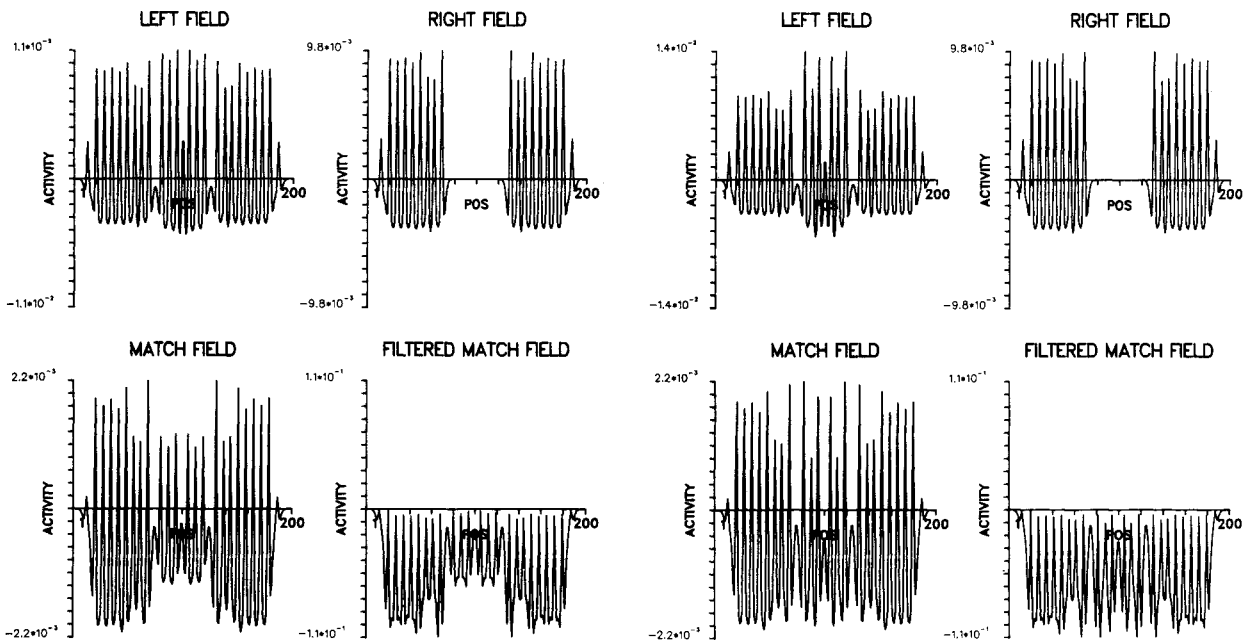 LEFT FIELD
1.1*10⁻³
ACTIVITY
POS
200
-1.1*10⁻²
RIGHT FIELD
9.8*10⁻³
ACTIVITY
POS
200
-9.8*10⁻³
LEFT FIELD
1.4*10⁻³
ACTIVITY
POS
200
-1.4*10⁻²
RIGHT FIELD
9.8*10⁻³
ACTIVITY
POS
200
-9.8*10⁻³
MATCH FIELD
2.2*10⁻³
ACTIVITY
POS
200
-2.2*10⁻³
FILTERED MATCH FIELD
1.1*10⁻¹
ACTIVITY
POS
200
-1.1*10⁻¹
MATCH FIELD
2.2*10⁻³
ACTIVITY
POS
200
-2.2*10⁻³
FILTERED MATCH FIELD
1.1*10⁻¹
ACTIVITY
POS
200
-1.1*10⁻¹